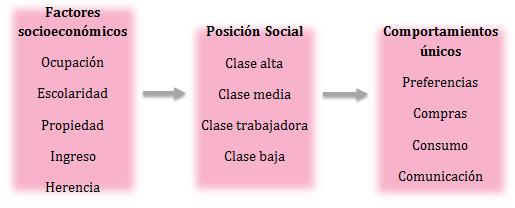 Factores
socioeconómicos
Ocupación
Escolaridad
Propiedad
Ingreso
Herencia
Posición Social
Clase alta
Clase media
Clase trabajadora
Clase baja
Comportamientos
únicos
Preferencias
Compras
Consumo
Comunicación